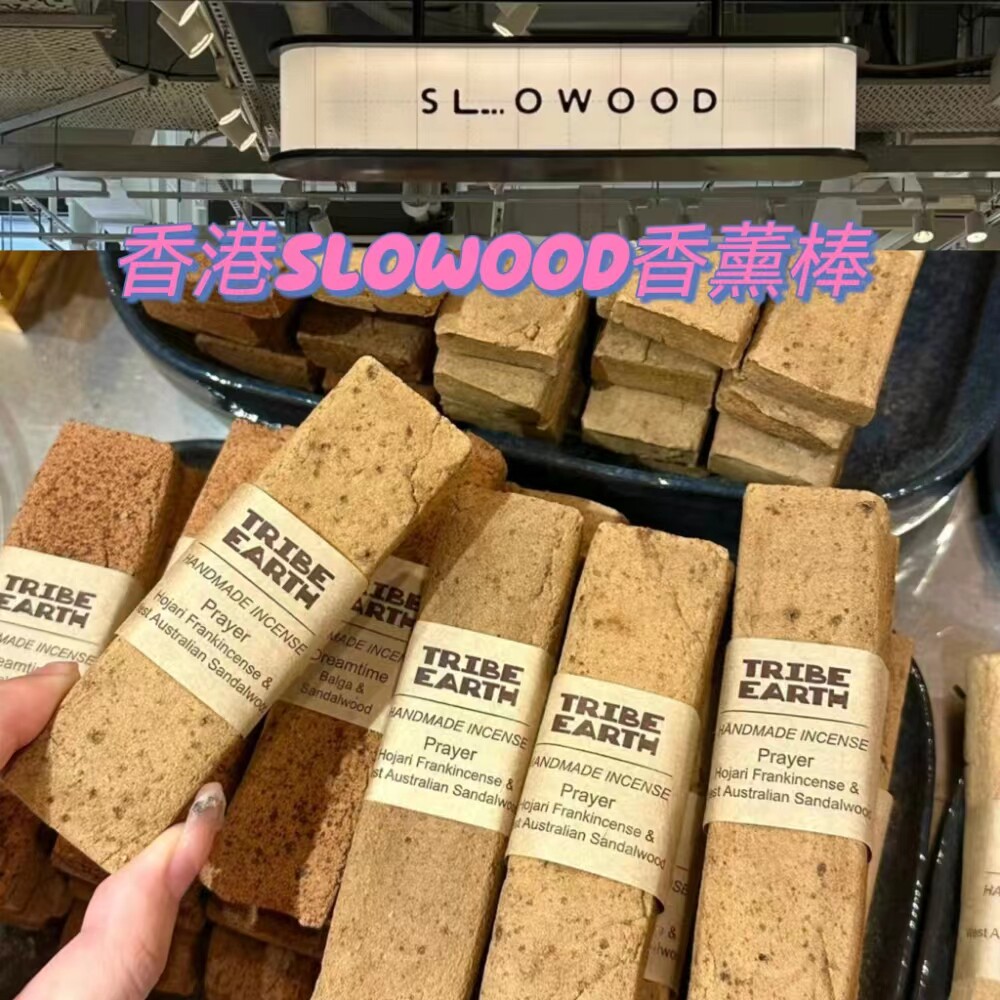 SL...OWOOD
香港SLOWOOD香薰棒
TRIBE
EARTH
HANDMADE INCENSE
Prayer
Hojari Frankincense &
Australian Sandalwood
TRIBE
EARTH
MADE INCENSE
TRIBE
EARTH
HANDMADE INCENSE
Prayer
Hojari Frankincense &
Australian Sandalwood
Dreamtime
Balga &
Sandalwood
TRIBE
EARTH
HANDMADE INCENSE
Prayer
Hojari Frankincense &
Australian Sandalwood
TRIBE
EARTH
HANDMADE INCENSE
Prayer
Hojari Frankincense &
Australian Sandalwood